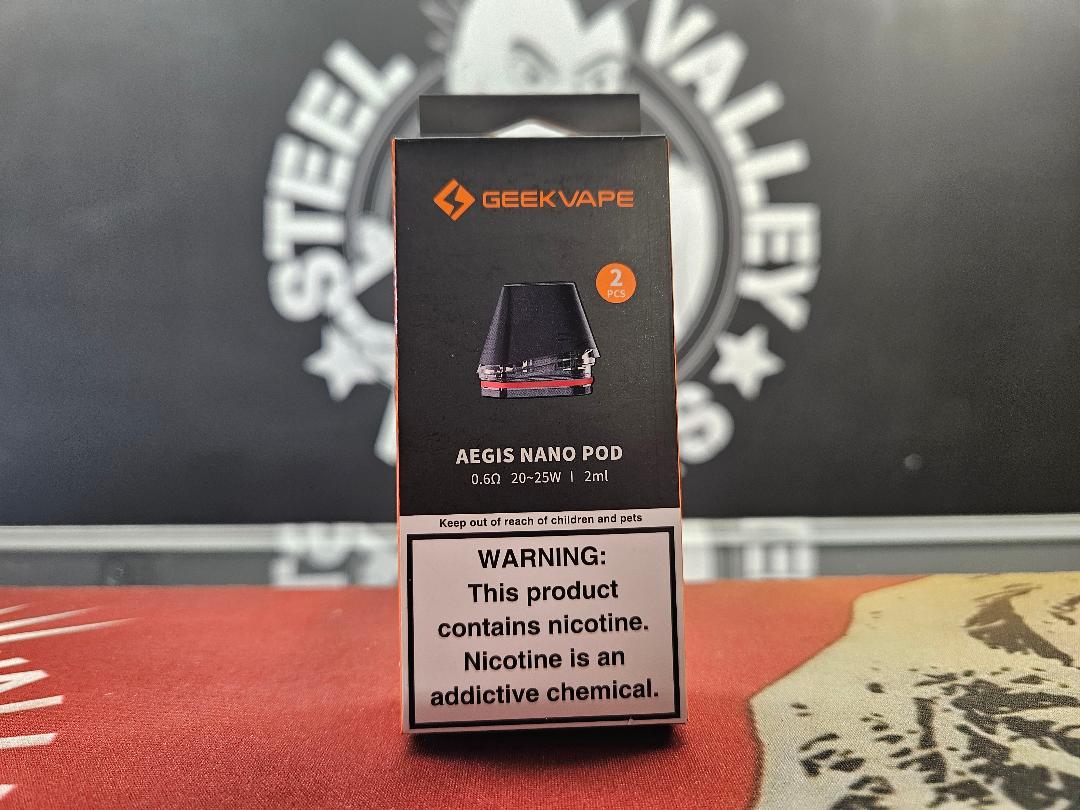 STEEL VALLEY
GEEKVAPE
2
PCS
AEGIS NANO POD
0.6Ω 20~25W | 2ml
Keep out of reach of children and pets
WARNING:
This product
contains nicotine.
Nicotine is an
addictive chemical.